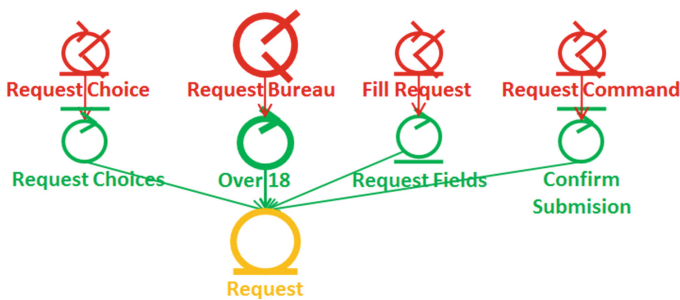 Request Choice
Request Bureau
Fill Request
Request Command
Request Choices
Over 18
Request Fields
Confirm
Submision
Request